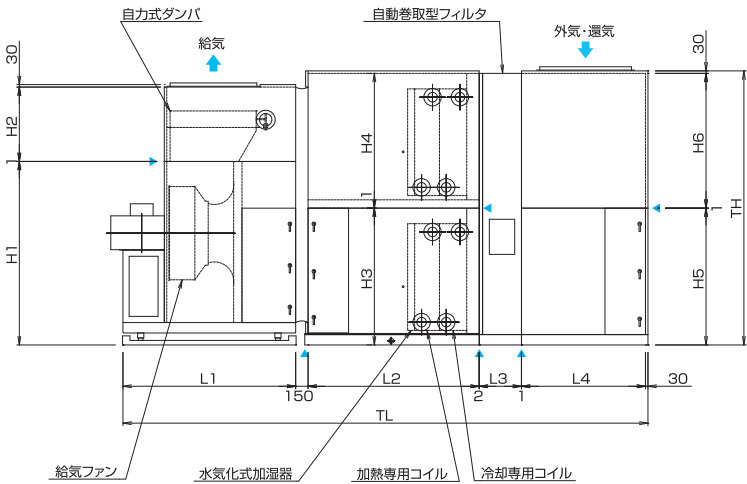 自力式ダンパ
給気
自動巻取型フィルタ
外気・還気
30
30
H2
H4
H6
1
1
1
TH
H1
H3
H5
L1
150
L2
2
L3
1
L4
30
TL
給気ファン
水気化式加湿器
加熱専用コイル
冷却専用コイル